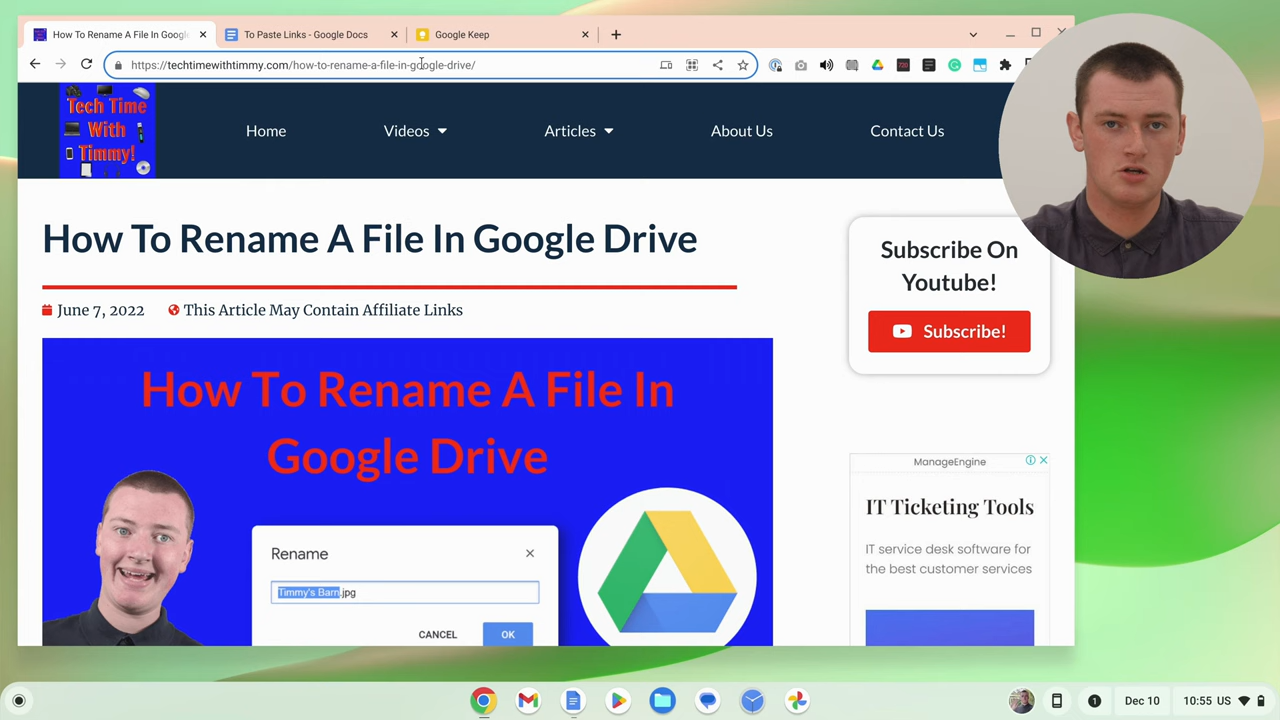 How To Rename A File In Googl
To Paste Links - Google Docs
Google Keep
https://techtimewithtimmy.com/how-to-rename-a-file-in-google-drive/
Tech Time
With
Timmy!
Home
Videos
Articles
About Us
Contact Us
How To Rename A File In Google Drive
June 7, 2022
This Article May Contain Affiliate Links
Subscribe On
Youtube!
Subscribe!
How To Rename A File In
Google Drive
Rename
Timmy's Barn.jpg
CANCEL
OK
ManageEngine
IT Ticketing Tools
IT service desk software for
the best customer services
1
Dec 10
10:55 US